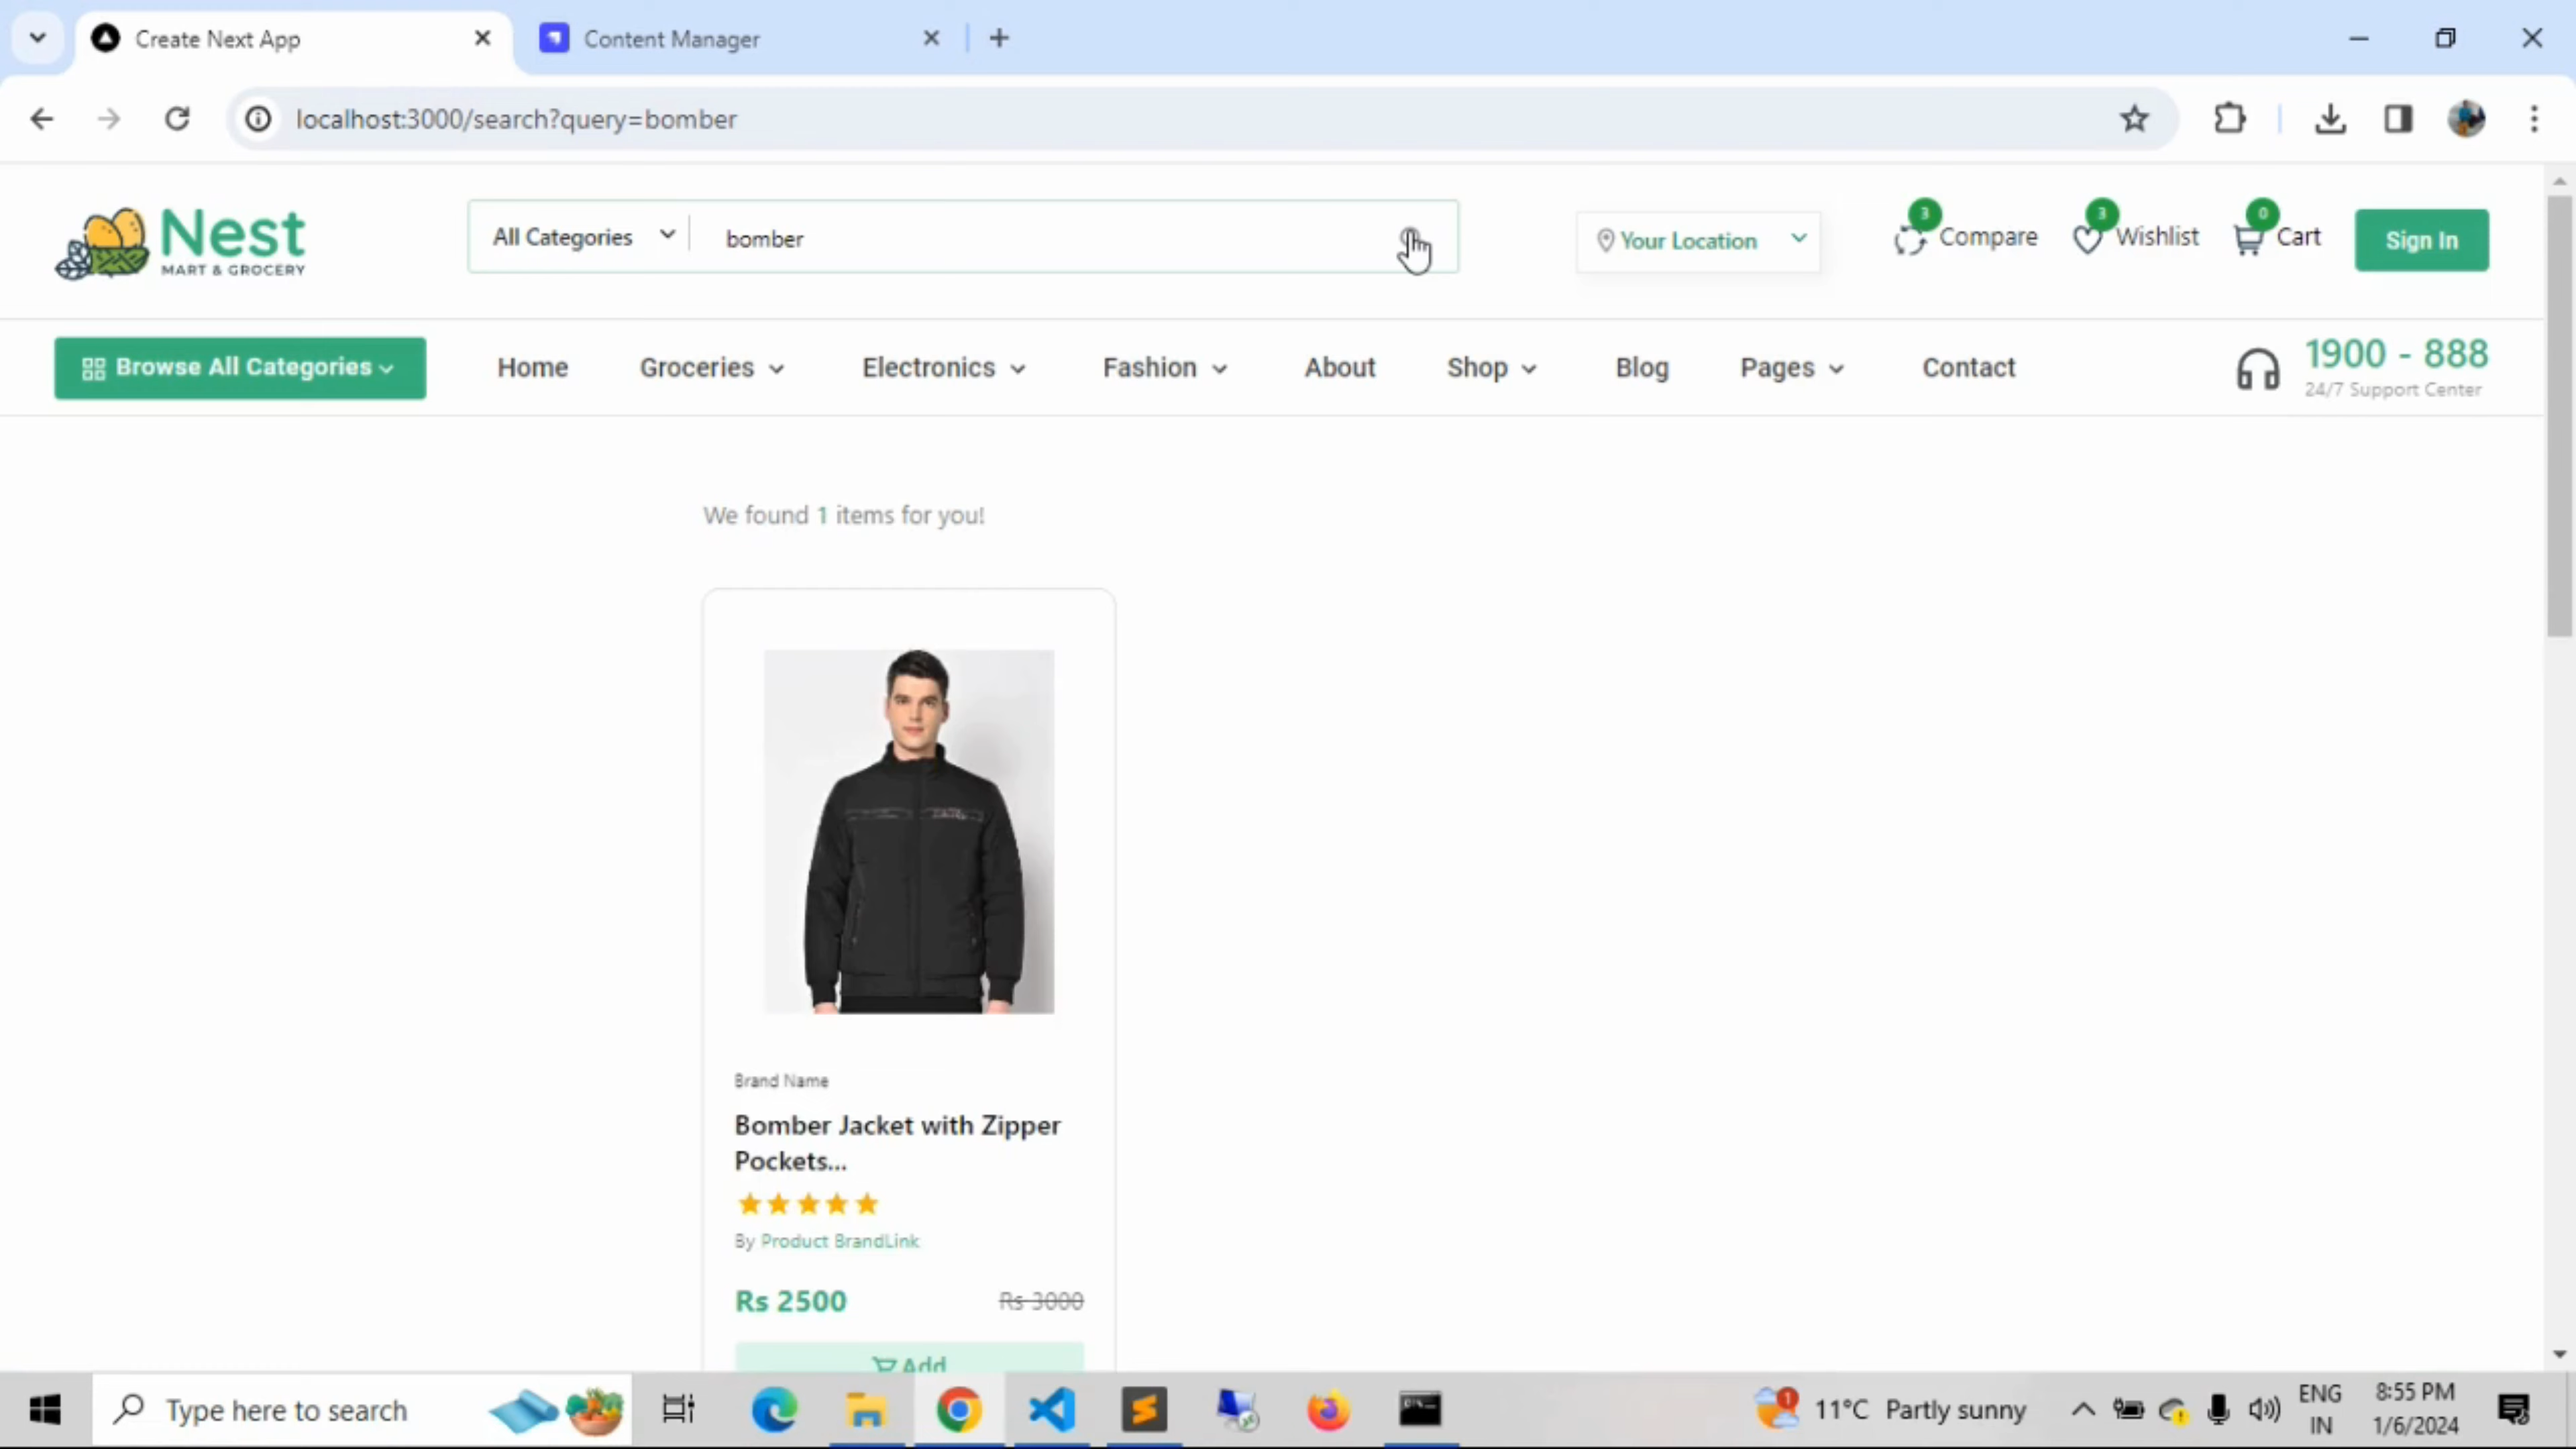 Create Next App
Content Manager
localhost:3000/search?query=bomber
Nest
MART & GROCERY
All Categories
bomber
Your Location
3
Compare
3
Wishlist
0
Cart
Sign In
Browse All Categories
Home
Groceries
Electronics
Fashion
About
Shop
Blog
Pages
Contact
1900 - 888
24/7 Support Center
We found 1 items for you!
Brand Name
Bomber Jacket with Zipper
Pockets...
By Product BrandLink
Rs 2500
Rs 3000
Add
Type here to search
1
11°C Partly sunny
ENG
IN
8:55 PM
1/6/2024